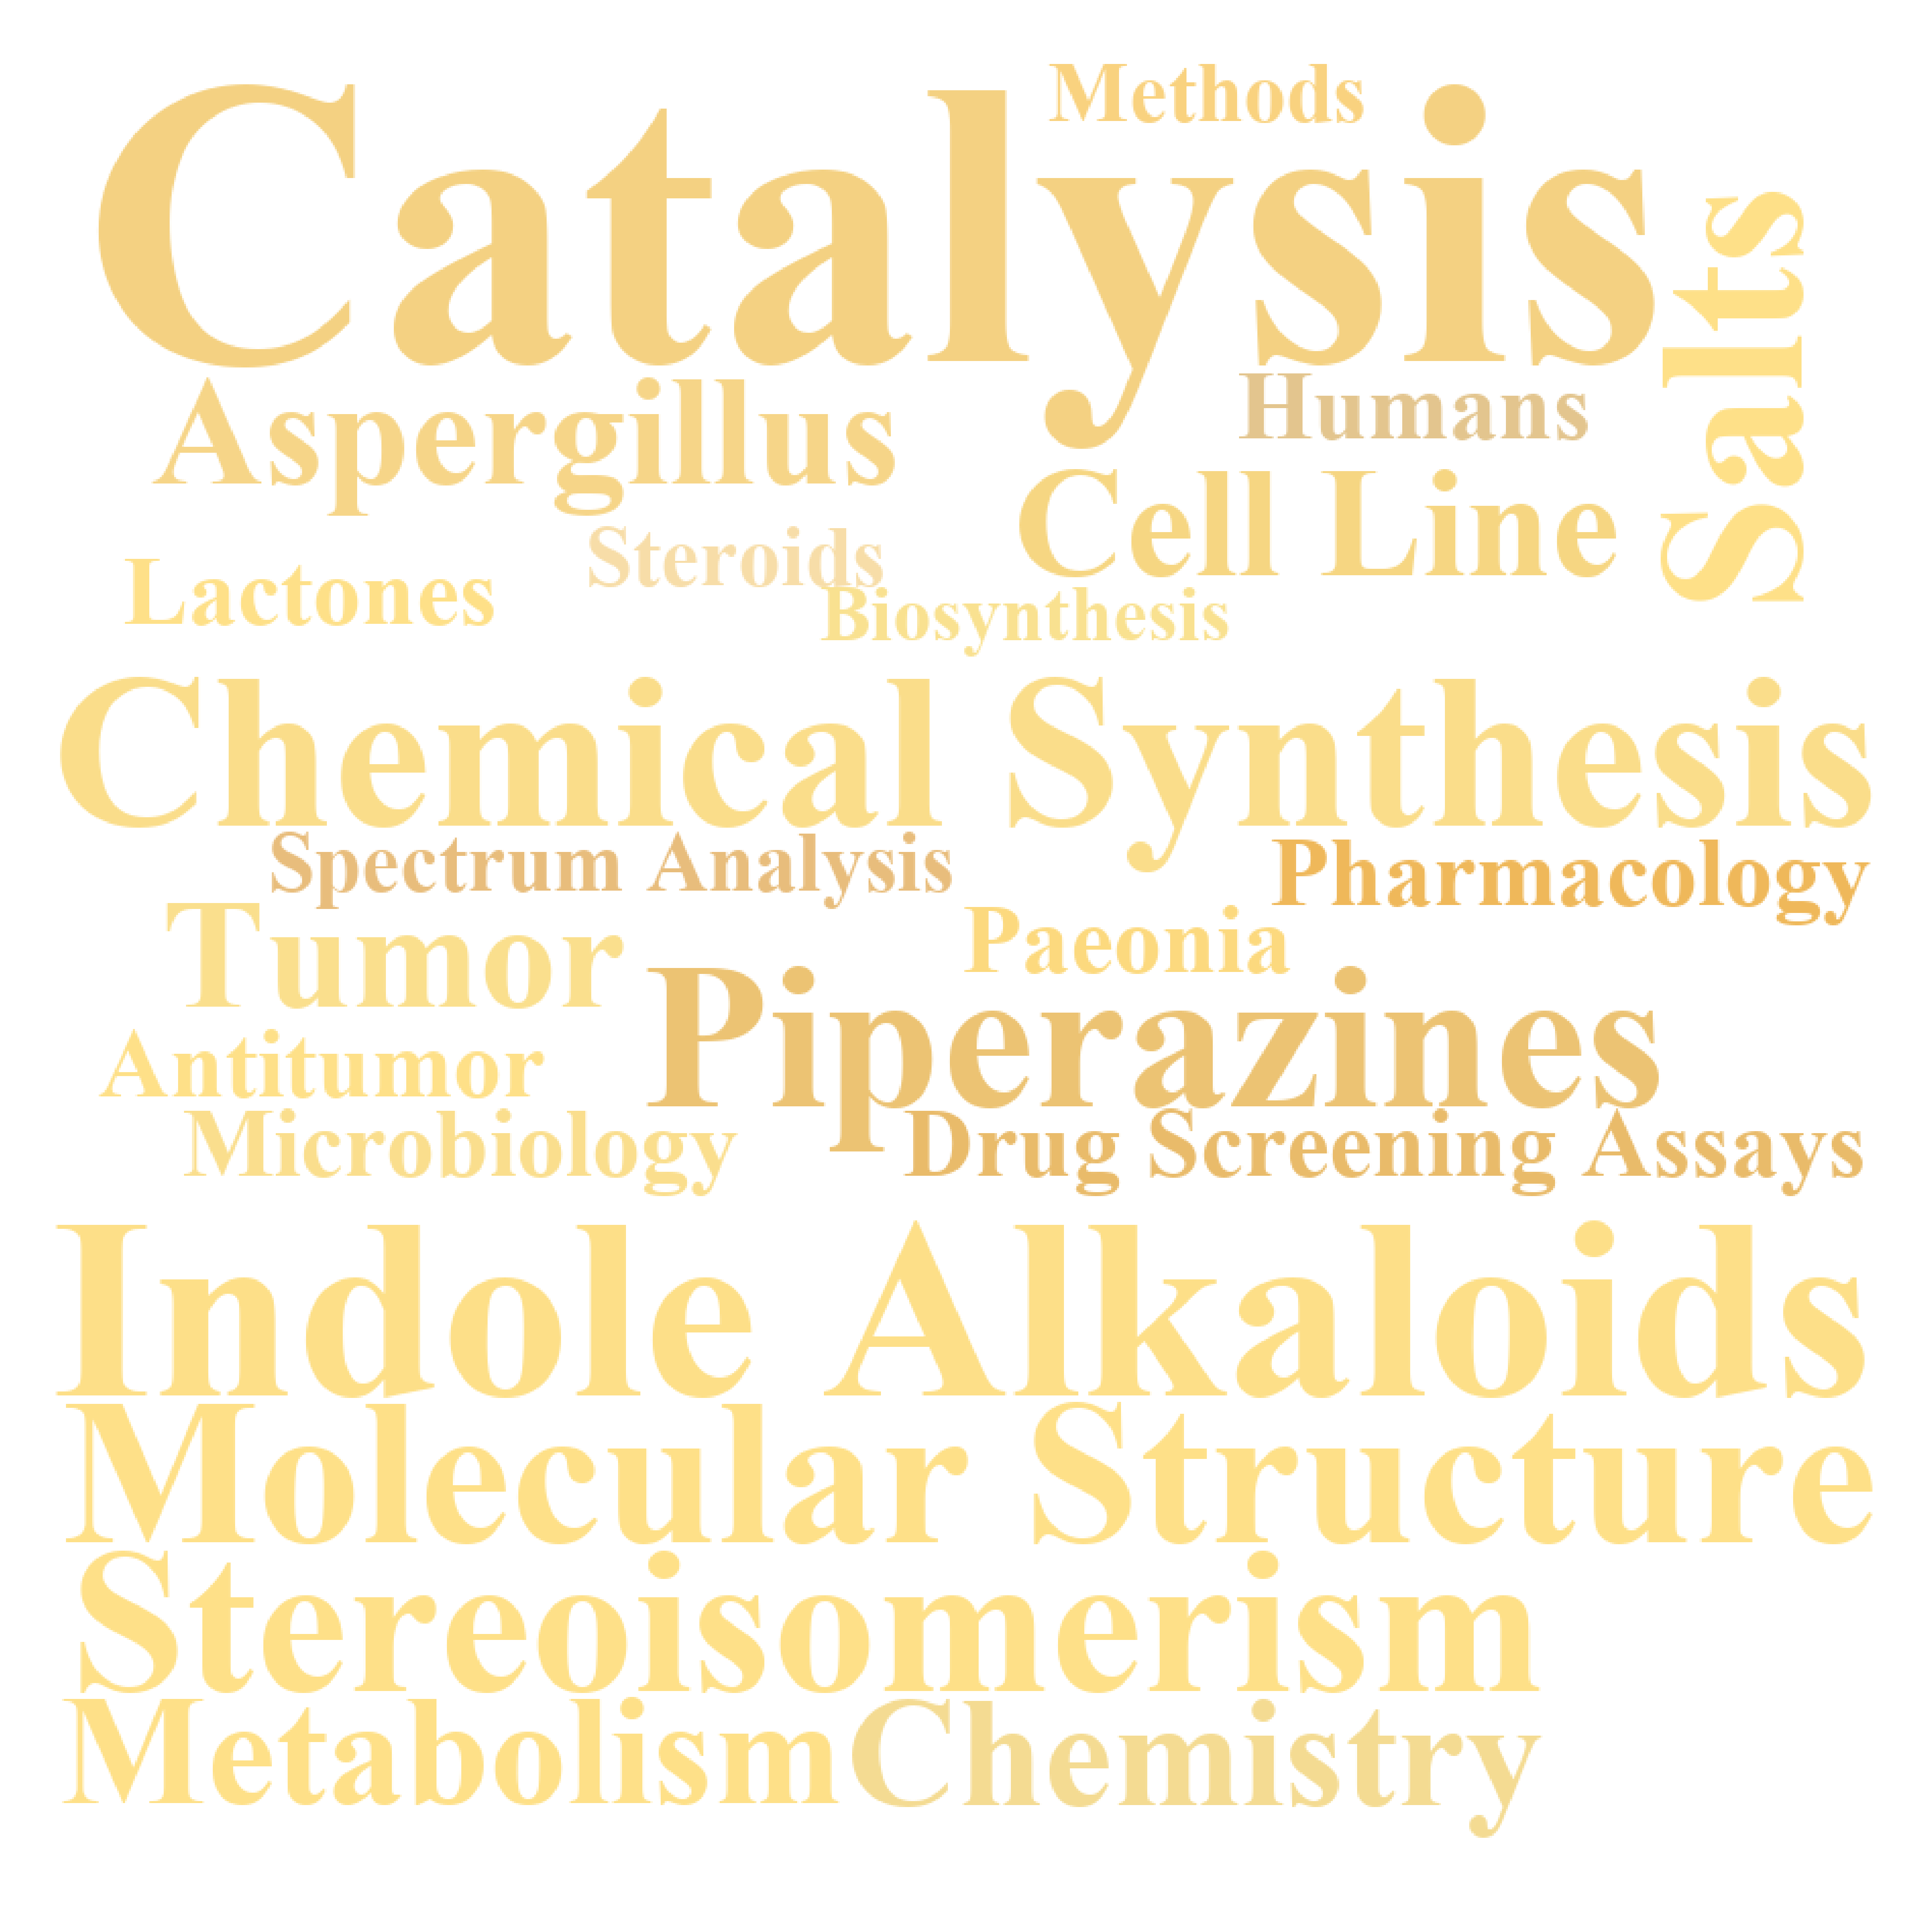 Methods
Catalysis
Salts
Aspergillus
Humans
Cell Line
Steroids
Lactones
Biosynthesis
Chemical Synthesis
Spectrum Analysis
Pharmacology
Tumor
Paeonia
Piperazines
Antitumor
Microbiology
Drug Screening Assays
Indole Alkaloids
Molecular Structure
Stereoisomerism
Metabolism
Chemistry